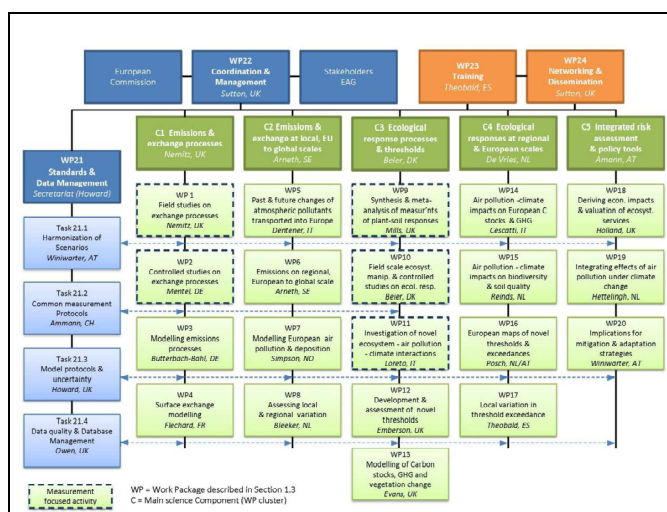 European
Commission
WP22
Coordination &
Management
Sutton, UK
Stakeholders
EAG
WP23
Training
Theobald, ES
WP24
Networking &
Dissemination
Sutton, UK
WP21
Standards &
Data Management
Secretariat (Howard)
Task 21.1
Harmonization of
Scenarios
Winiwarter, AT
Task 21.2
Common measurement
Protocols
Ammann, CH
Task 21.3
Model protocols &
uncertainty
Howard, UK
Task 21.4
Data quality & Database
Management
Owen, UK
C1 Emissions &
exchange processes
Nemitz, UK
WP 1
Field studies on
exchange processes
Nemitz, UK
WP2
Controlled studies on
exchange processes
Mentel, DE
WP3
Modelling emissions
processes
Butterbach-Bahl, DE
WP4
Surface exchange
modelling
Flechard, FR
C2 Emissions &
exchange at local, EU
to global scales
Arneth, SE
WP5
Past & future changes of
atmospheric pollutants
transported into Europe
Dentener, IT
WP6
Emissions on regional,
European to global scale
Arneth, SE
WP7
Modelling European air
pollution & deposition
Simpson, NO
WP8
Assessing local
& regional variation
Bleeker, NL
C3 Ecological
response processes
& thresholds
Beier, DK
WP9
Synthesis & meta-
analysis of measur'nts of
plant-soil responses
Mills, UK
WP10
Field scale ecosyst.
manip. & controlled
studies on ecol. resp.
Beier, DK
WP11
Investigation of novel
ecosystem - air pollution
- climate interactions
Loreto, IT
WP12
Development &
assessment of novel
thresholds
Emberson, UK
WP13
Modelling of Carbon
stocks, GHG and
vegetation change
Evans, UK
C4 Ecological
responses at regional
& European scales
De Vries, NL
WP14
Air pollution -climate
impacts on European C
stocks & GHG
Cescatti, IT
WP15
Air pollution - climate
impacts on biodiversity
& soil quality
Reinds, NL
WP16
European maps of novel
thresholds &
exceedances
Posch, NL/AT
WP17
Local variation in
threshold exceedance
Theobald, ES
C5 Integrated risk
assessment
& policy tools
Amann, AT
WP18
Deriving econ. impacts
& valuation of ecosyst.
services
Holland, UK
WP19
Integrating effects of air
pollution under climate
change
Hettelingh, NL
WP20
Implications for
mitigation & adaptation
strategies
Winiwarter, AT
Measurement
focused activity
WP = Work Package described in Section 1.3
C = Main science Component (WP cluster)